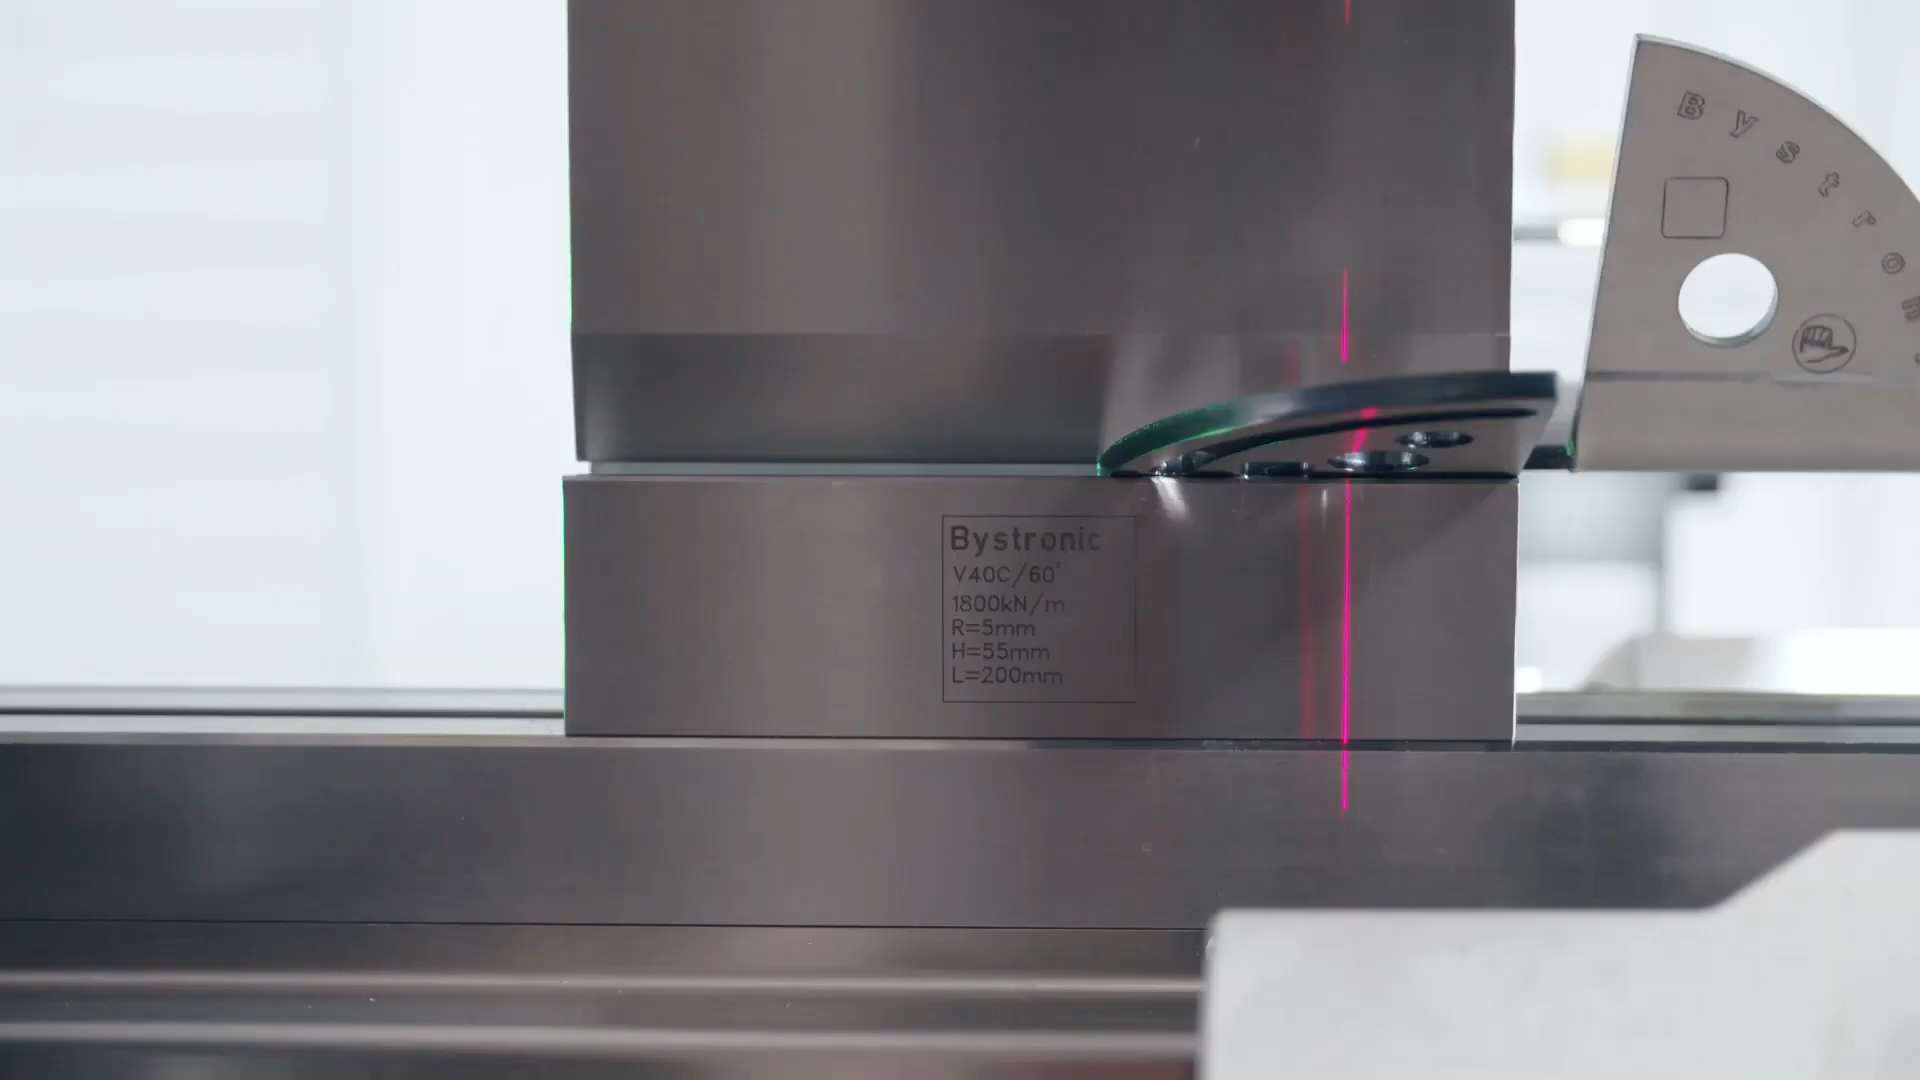 Bystronic
V40C/60°
1800kN/m
R=5mm
H=55mm
L=200mm
Bystron